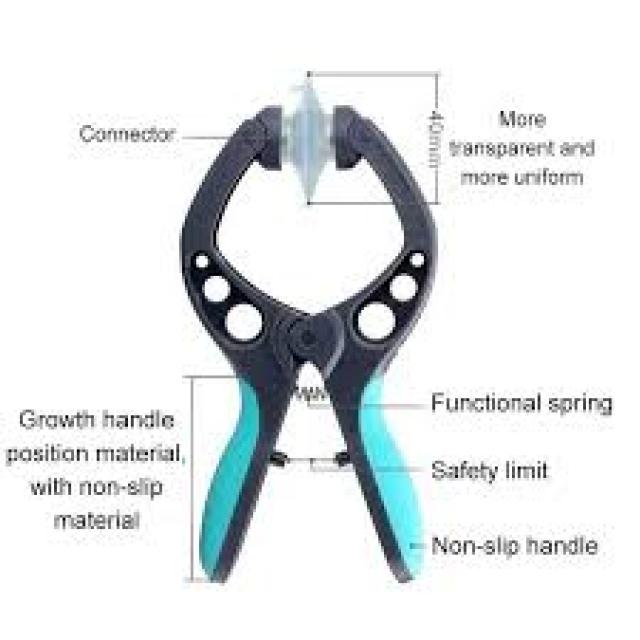 Connector
40mm
More
transparent and
more uniform
Growth handle
position material,
with non-slip
material
Functional spring
Safety limit
Non-slip handle